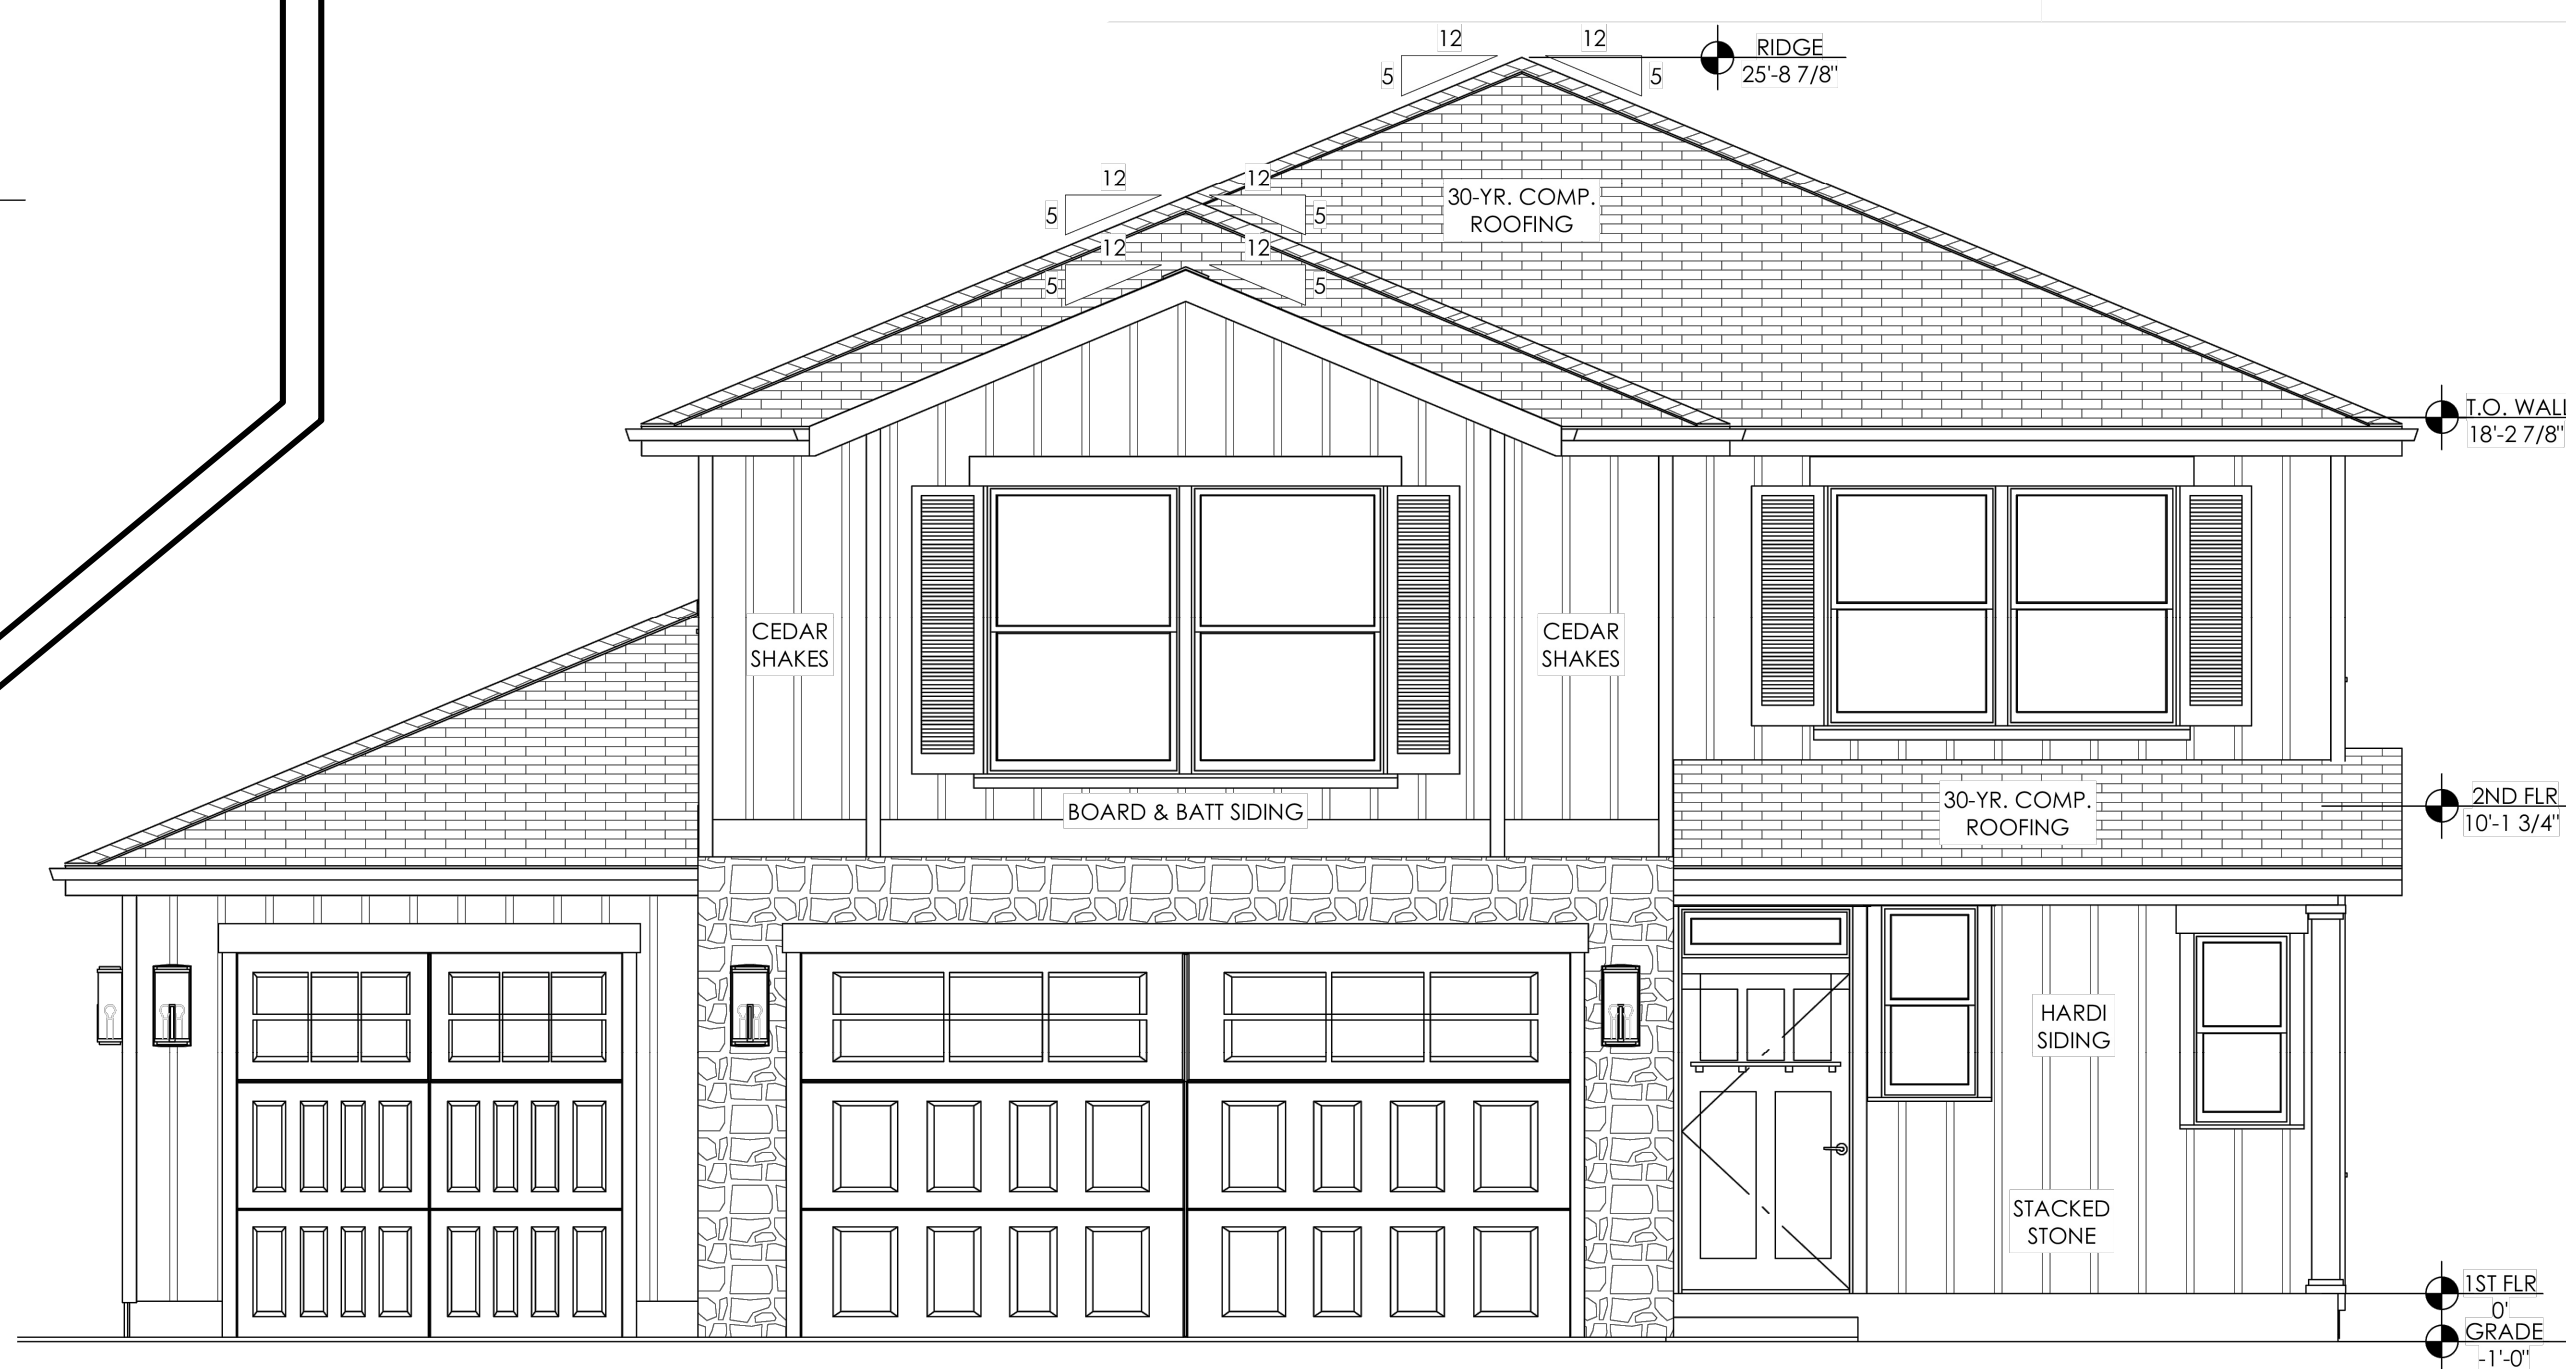 12
12
RIDGE
25'-8 7/8"
5
5
12
12
5
5
30-YR. COMP.
ROOFING
12
12
5
5
T.O. WALL
18'-2 7/8"
CEDAR
SHAKES
CEDAR
SHAKES
BOARD & BATT SIDING
30-YR. COMP.
ROOFING
2ND FLR
10'-1 3/4"
HARDI
SIDING
STACKED
STONE
1ST FLR
0'
GRADE
-1'-0"